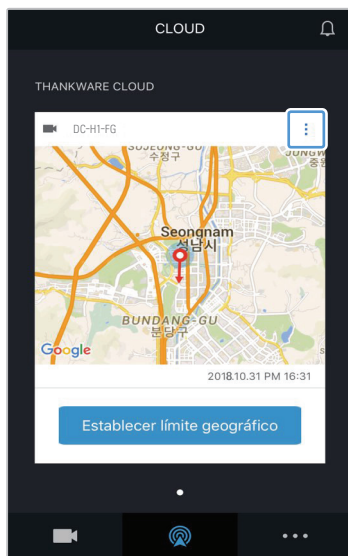 CLOUD
THANKWARE CLOUD
DC-H1-FG
SUJEONG-GU
수정구
JUNGW
중원
Seongnam
성남시
BUNDANG-GU
분당구
Google
2018.10.31 PM 16:31
Establecer límite geográfico